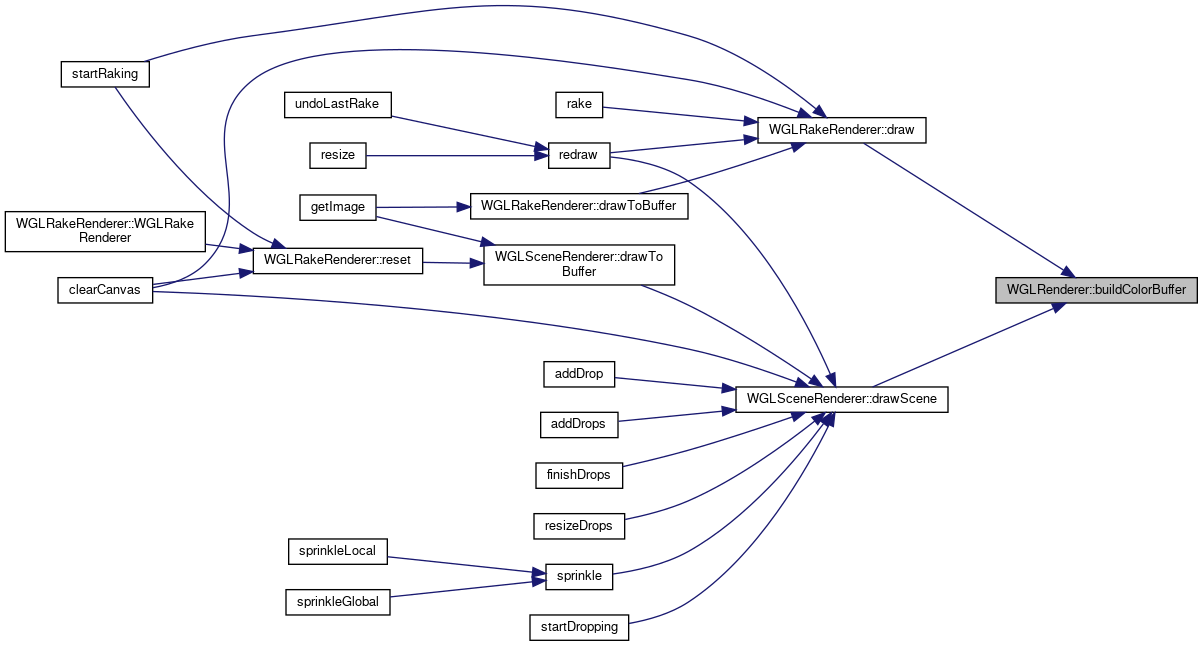 startRaking
undoLastRake
rake
WGLRakeRenderer::draw
resize
redraw
getImage
WGLRakeRenderer::drawToBuffer
WGLRakeRenderer::WGLRake
Renderer
WGLRakeRenderer::reset
WGLSceneRenderer::drawTo
Buffer
clearCanvas
WGLRenderer::buildColorBuffer
addDrop
WGLSceneRenderer::drawScene
addDrops
finishDrops
resizeDrops
sprinkleLocal
sprinkle
sprinkleGlobal
startDropping